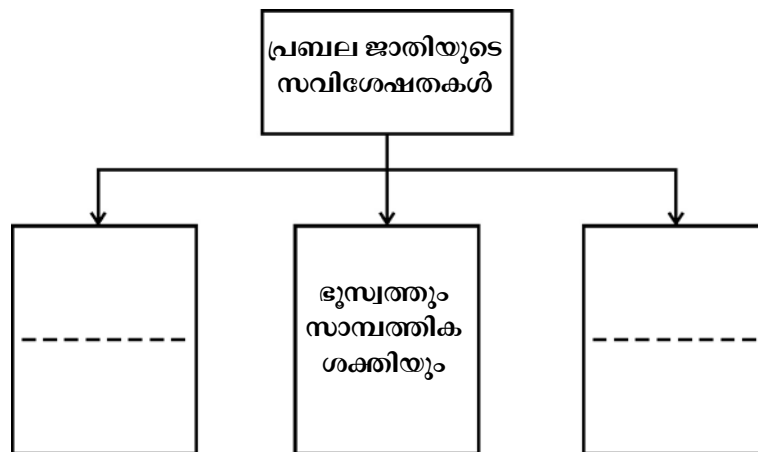 പ്രബല ജാതിയുടെ
സവിശേഷതകൾ
ഭൂസ്വത്തും
സാമ്പത്തിക
ശക്തിയും